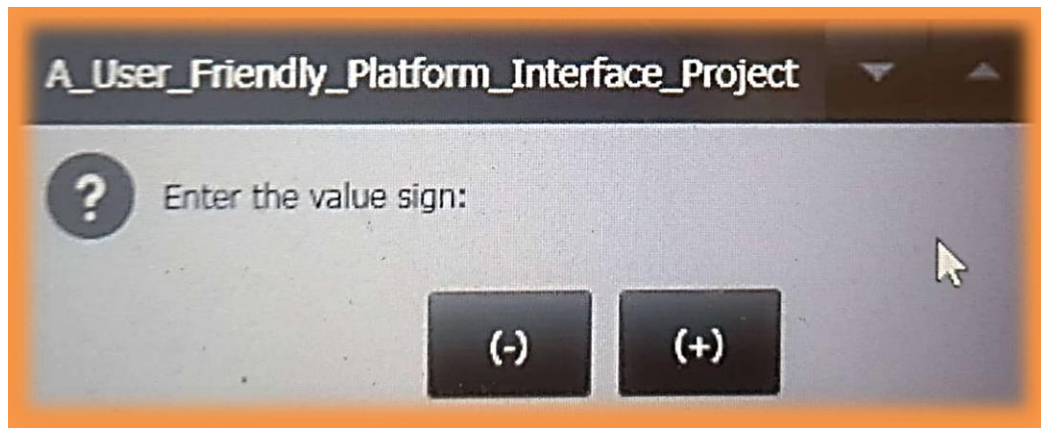 A_User_Friendly_Platform_Interface_Project
?
Enter the value sign:
(-) (+)